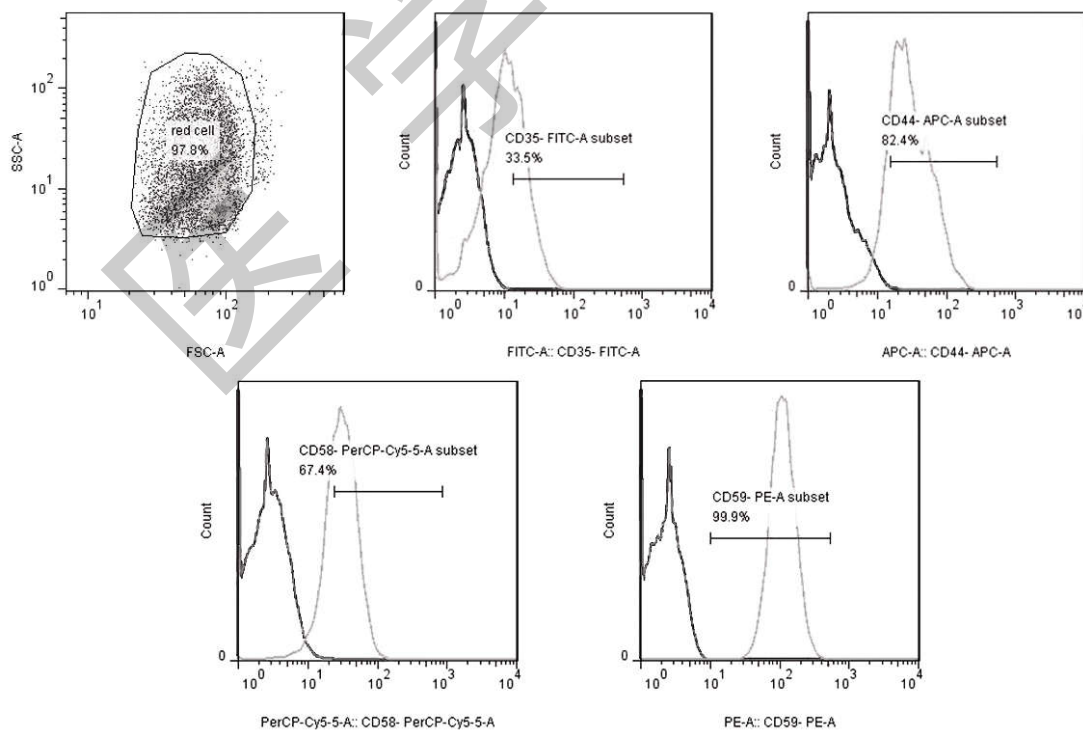 SSC-A
10²
10¹
10⁰
red cell
97.8%
10¹
10²
FSC-A
Count
0
CD35- FITC-A subset
33.5%
10⁰
10¹
10²
10³
10⁴
FITC-A:: CD35- FITC-A
Count
0
CD44- APC-A subset
82.4%
10⁰
10¹
10²
10³
APC-A:: CD44- APC-A
Count
0
CD58- PerCP-Cy5-5-A subset
67.4%
10⁰
10¹
10²
10³
10⁴
PerCP-Cy5-5-A:: CD58- PerCP-Cy5-5-A
Count
0
CD59- PE-A subset
99.9%
10⁰
10¹
10²
10³
10⁴
PE-A:: CD59- PE-A
医学